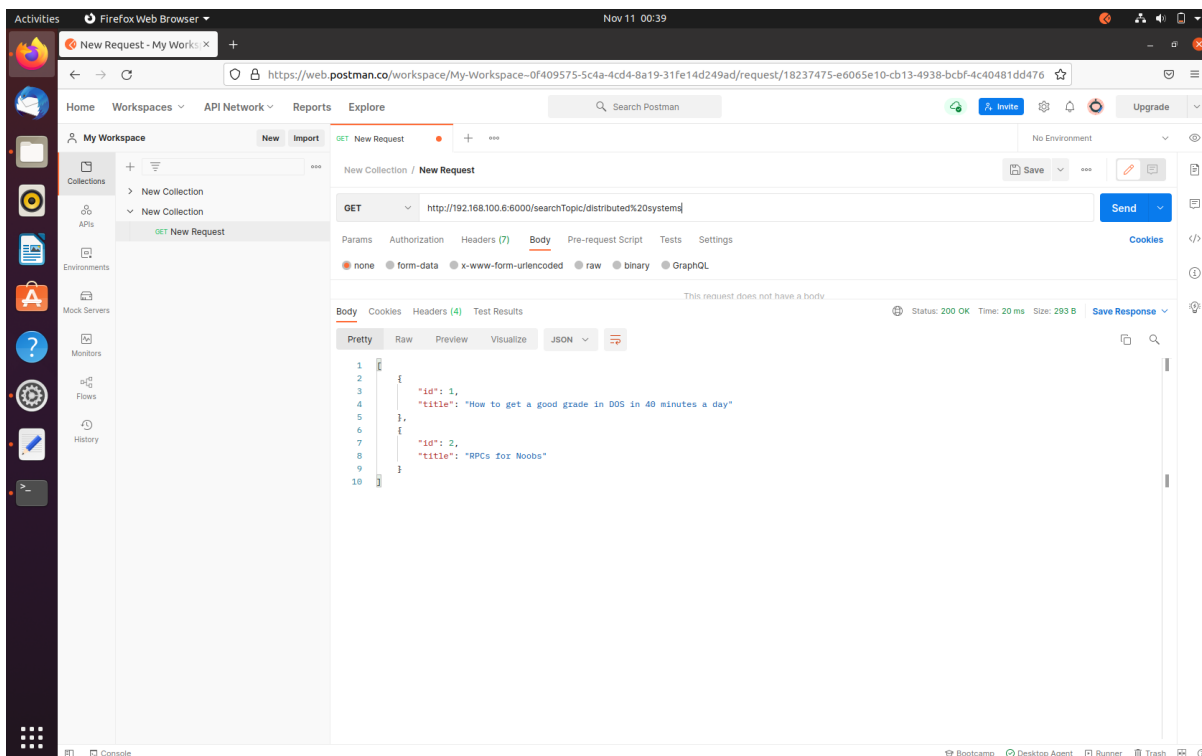 Activities Firefox Web Browser Nov 11 00:39
New Request - My Works
https://web.postman.co/workspace/My-Workspace~0f409575-5c4a-4cd4-8a19-31fe14d249ad/request/18237475-e6065e10-cb13-4938-bcbf-4c40481dd476
Home Workspaces API Network Reports Explore Search Postman Invite Upgrade
My Workspace New Import GET New Request No Environment
Collections
New Collection / New Request Save
New Collection
New Collection
GET New Request
APIs
Environments
Mock Servers
Monitors
Flows
History
GET http://192.168.100.6:6000/searchTopic/distributed%20systems Send
Params Authorization Headers (7) Body Pre-request Script Tests Settings Cookies
none form-data x-www-form-urlencoded raw binary GraphQL
This request does not have a body
Body Cookies Headers (4) Test Results Status: 200 OK Time: 20 ms Size: 293 B Save Response
Pretty Raw Preview Visualize JSON
1 [
2 {
3 "id": 1,
4 "title": "How to get a good grade in DOS in 40 minutes a day"
5 },
6 {
7 "id": 2,
8 "title": "RPCs for Noobs"
9 }
10 ]
Console Bootcamp Desktop Agent Runner Trash